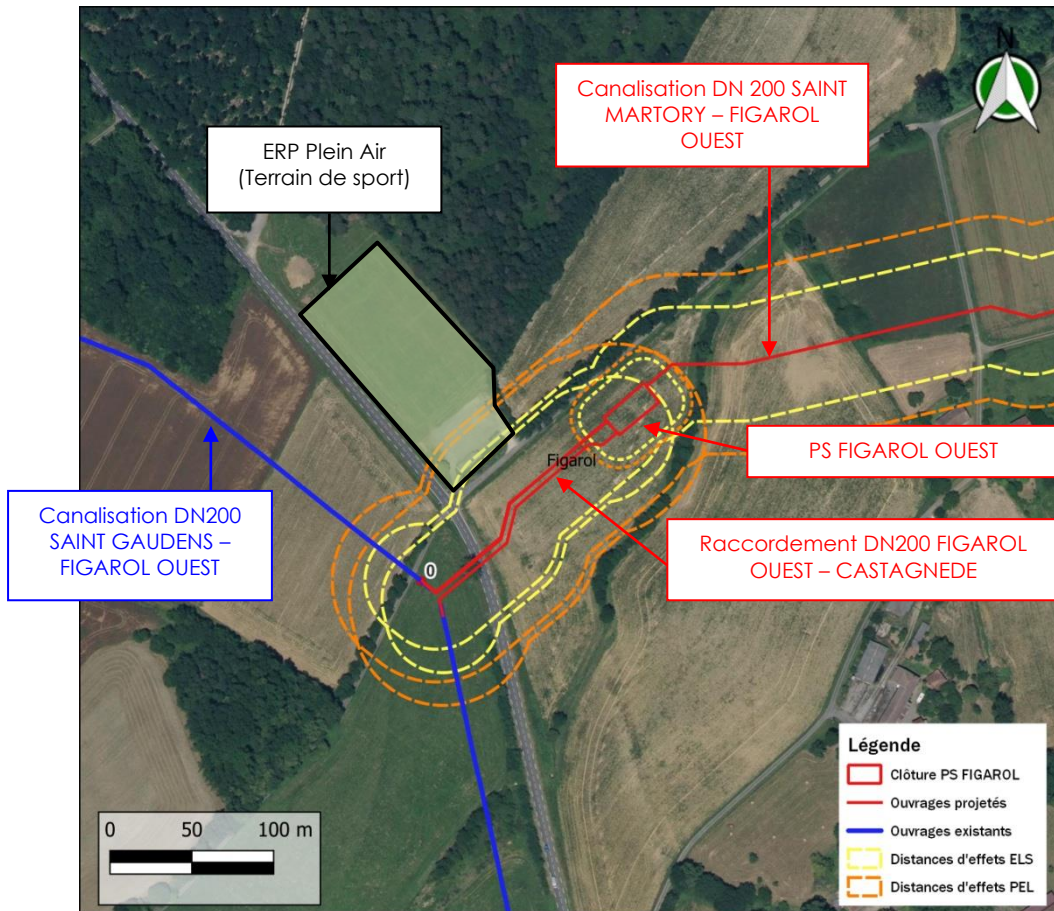 N
Canalisation DN 200 SAINT
MARTORY – FIGAROL
OUEST
ERP Plein Air
(Terrain de sport)
PS FIGAROL OUEST
Figarol
Canalisation DN200
SAINT GAUDENS –
FIGAROL OUEST
Raccordement DN200 FIGAROL
OUEST – CASTAGNEDE
0
Légende
Clôture PS FIGAROL
Ouvrages projetés
Ouvrages existants
Distances d'effets ELS
Distances d'effets PEL
0 50 100 m